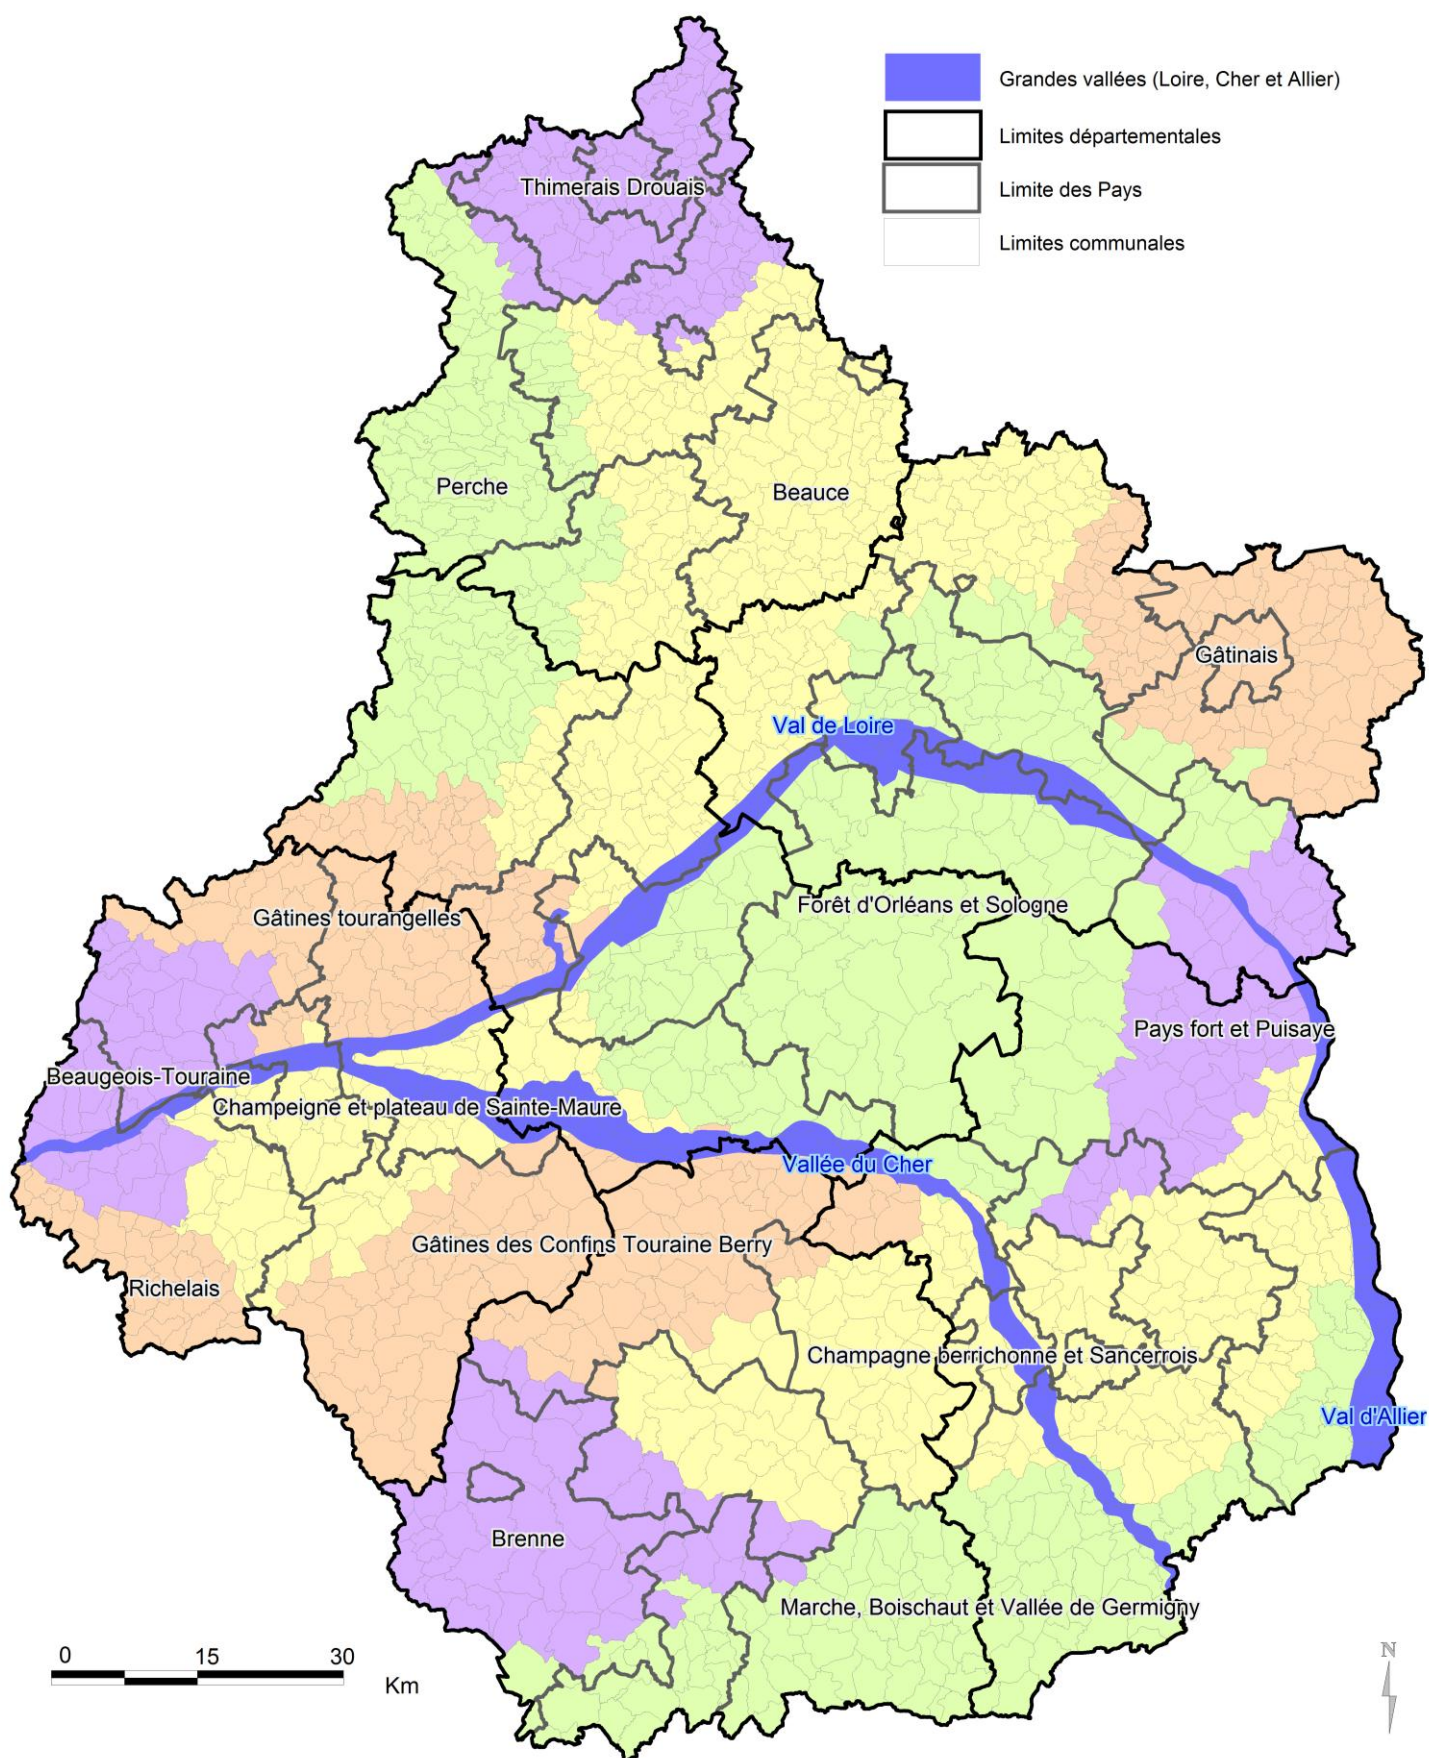 Grandes vallées (Loire, Cher et Allier)
Limites départementales
Limite des Pays
Limites communales
Thimerais Drouais
Perche
Beauce
Gâtinais
Val de Loire
Forêt d'Orléans et Sologne
Gâtines tourangelles
Pays fort et Puisaye
Beaugeois-Touraine
Champeigne et plateau de Sainte-Maure
Vallée du Cher
Gâtines des Confins Touraine Berry
Richelais
Champagne berrichonne et Sancerrois
Val d'Allier
Brenne
Marche, Boischaut et Vallée de Germigny
0 15 30
Km
N